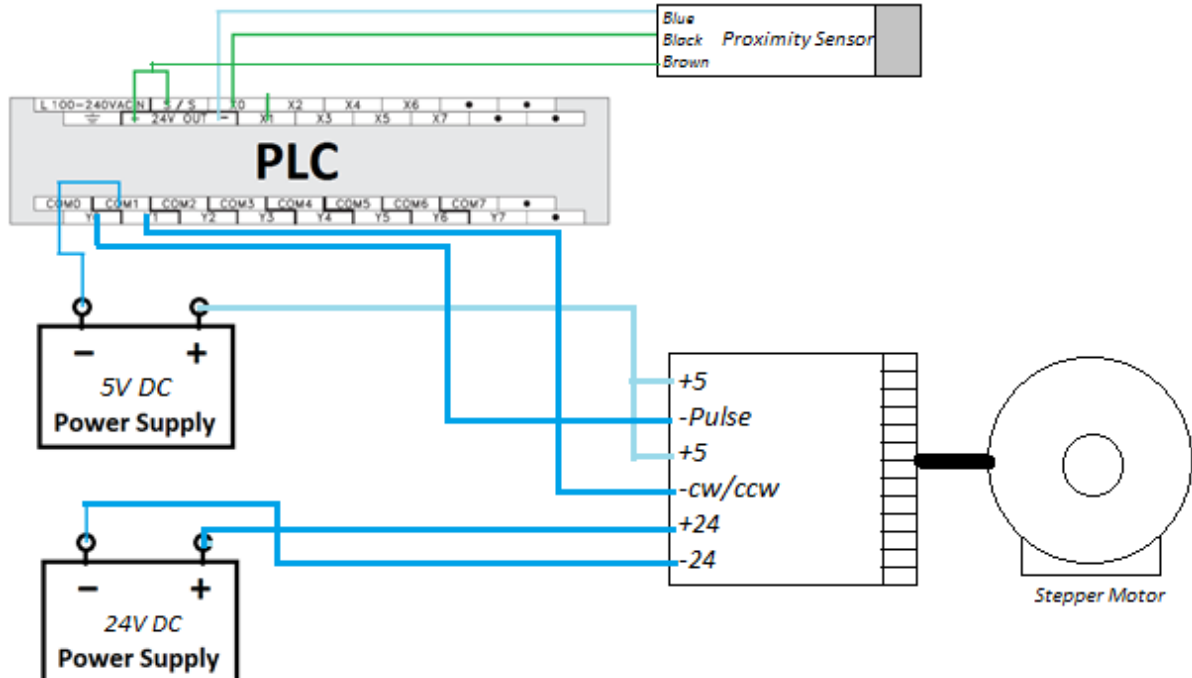 Blue
Black Proximity Sensor
Brown
L 100-240VAC N S/S X0 X2 X4 X6
24V OUT - X1 X3 X5 X7
PLC
COM0 COM1 COM2 COM3 COM4 COM5 COM6 COM7
Y2 Y3 Y4 Y5 Y6 Y7
- +
5V DC
Power Supply
+5
-Pulse
+5
-cw/ccw
+24
-24
Stepper Motor
- +
24V DC
Power Supply